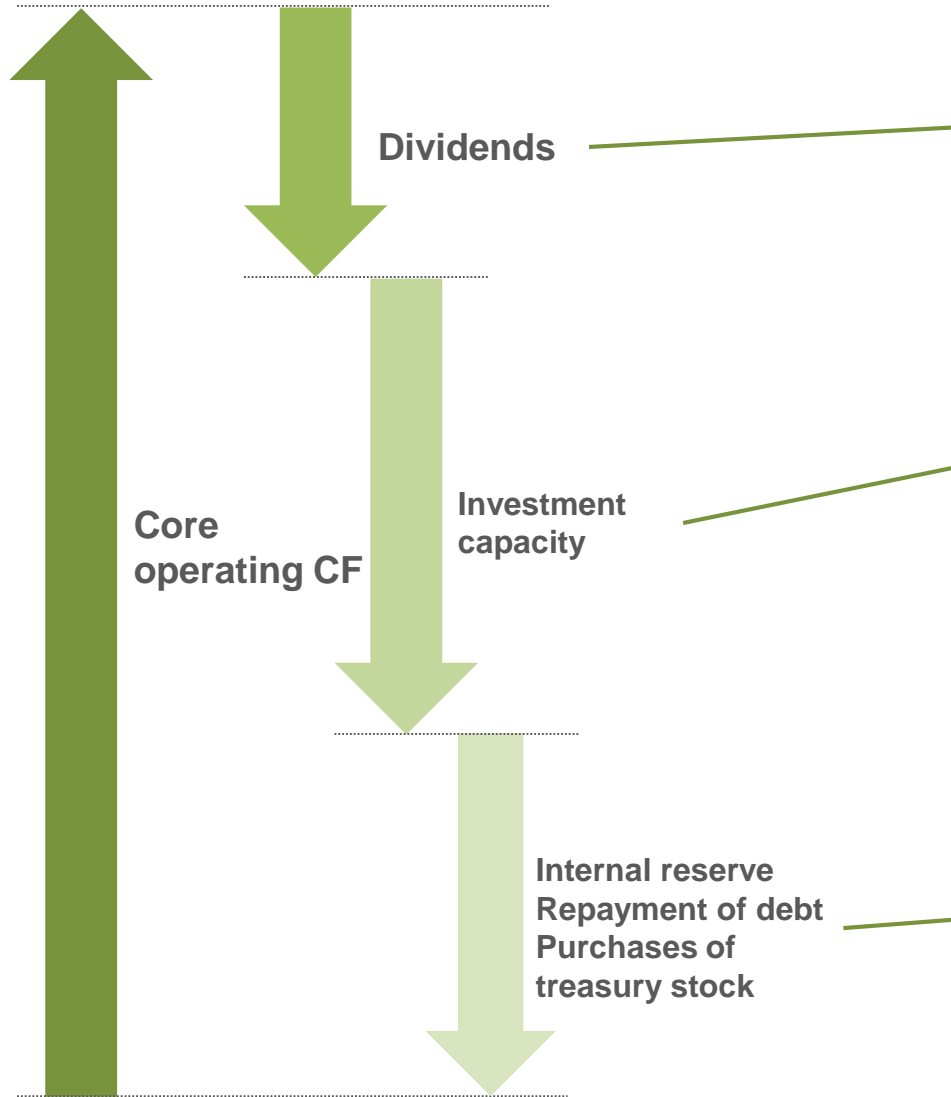 Dividends
Core
operating CF
Investment
capacity
Internal reserve
Repayment of debt
Purchases of
treasury stock